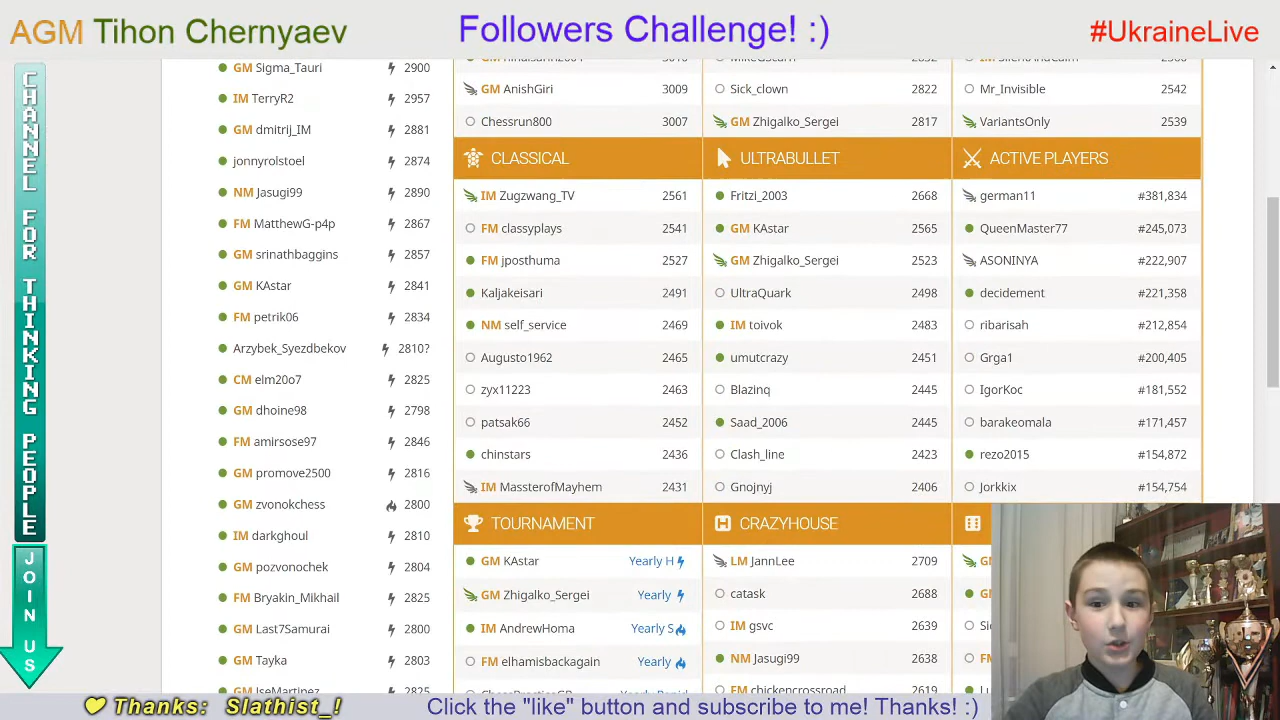 AGM Tihon Chernyaev
Followers Challenge! :)
#UkraineLive
CHANNEL FOR THINKING PEOPLE
JOIN US
GM Sigma_Tauri 2900
IM TerryR2 2957
GM dmitrij_IM 2881
jonnyrolstoel 2874
NM Jasugi99 2890
FM MatthewG-p4p 2867
GM srinathbaggins 2857
GM KAstar 2841
FM petrik06 2834
Arzybek_Syezdbekov 2810?
CM elm20o7 2825
GM dhoine98 2798
FM amirsose97 2846
GM promove2500 2816
GM zvonokchess 2800
IM darkghoul 2810
GM pozvonochek 2804
FM Bryakin_Mikhail 2825
GM Last7Samurai 2800
GM Tayka 2803
GM AnishGiri 3009
Chessrun800 3007
CLASSICAL
IM Zugzwang_TV 2561
FM classyplays 2541
FM jposthuma 2527
Kaljakeisari 2491
NM self_service 2469
Augusto1962 2465
zyx11223 2463
patsak66 2452
chinstars 2436
IM MassterofMayhem 2431
TOURNAMENT
GM KAstar Yearly H
GM Zhigalko_Sergei Yearly
IM AndrewHoma Yearly S
FM elhamisbackagain Yearly
Sick_clown 2822
GM Zhigalko_Sergei 2817
ULTRABULLET
Fritzi_2003 2668
GM KAstar 2565
GM Zhigalko_Sergei 2523
UltraQuark 2498
IM toivok 2483
umutcrazy 2451
Blazinq 2445
Saad_2006 2445
Clash_line 2423
Gnojnyj 2406
CRAZYHOUSE
LM JannLee 2709
catask 2688
IM gsvc 2639
NM Jasugi99 2638
FM chickencrossroad 2619
Mr_Invisible 2542
VariantsOnly 2539
ACTIVE PLAYERS
german11 #381,834
QueenMaster77 #245,073
ASONINYA #222,907
decidement #221,358
ribarisah #212,854
Grga1 #200,405
IgorKoc #181,552
barakeomala #171,457
rezo2015 #154,872
Jorkkix #154,754
Thanks: Slathist_!
Click the "like" button and subscribe to me! Thanks! :)